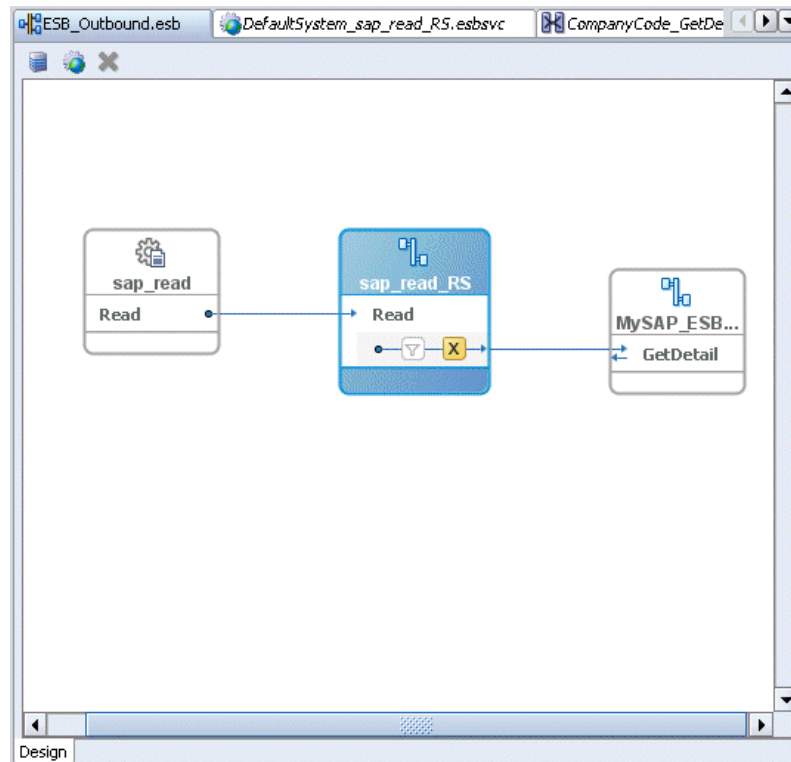 ESB_Outbound.esb
DefaultSystem_sap_read_RS.esbsvc
CompanyCode_GetDe
sap_read
Read
sap_read_RS
Read
X
MySAP_ESB...
GetDetail
Design